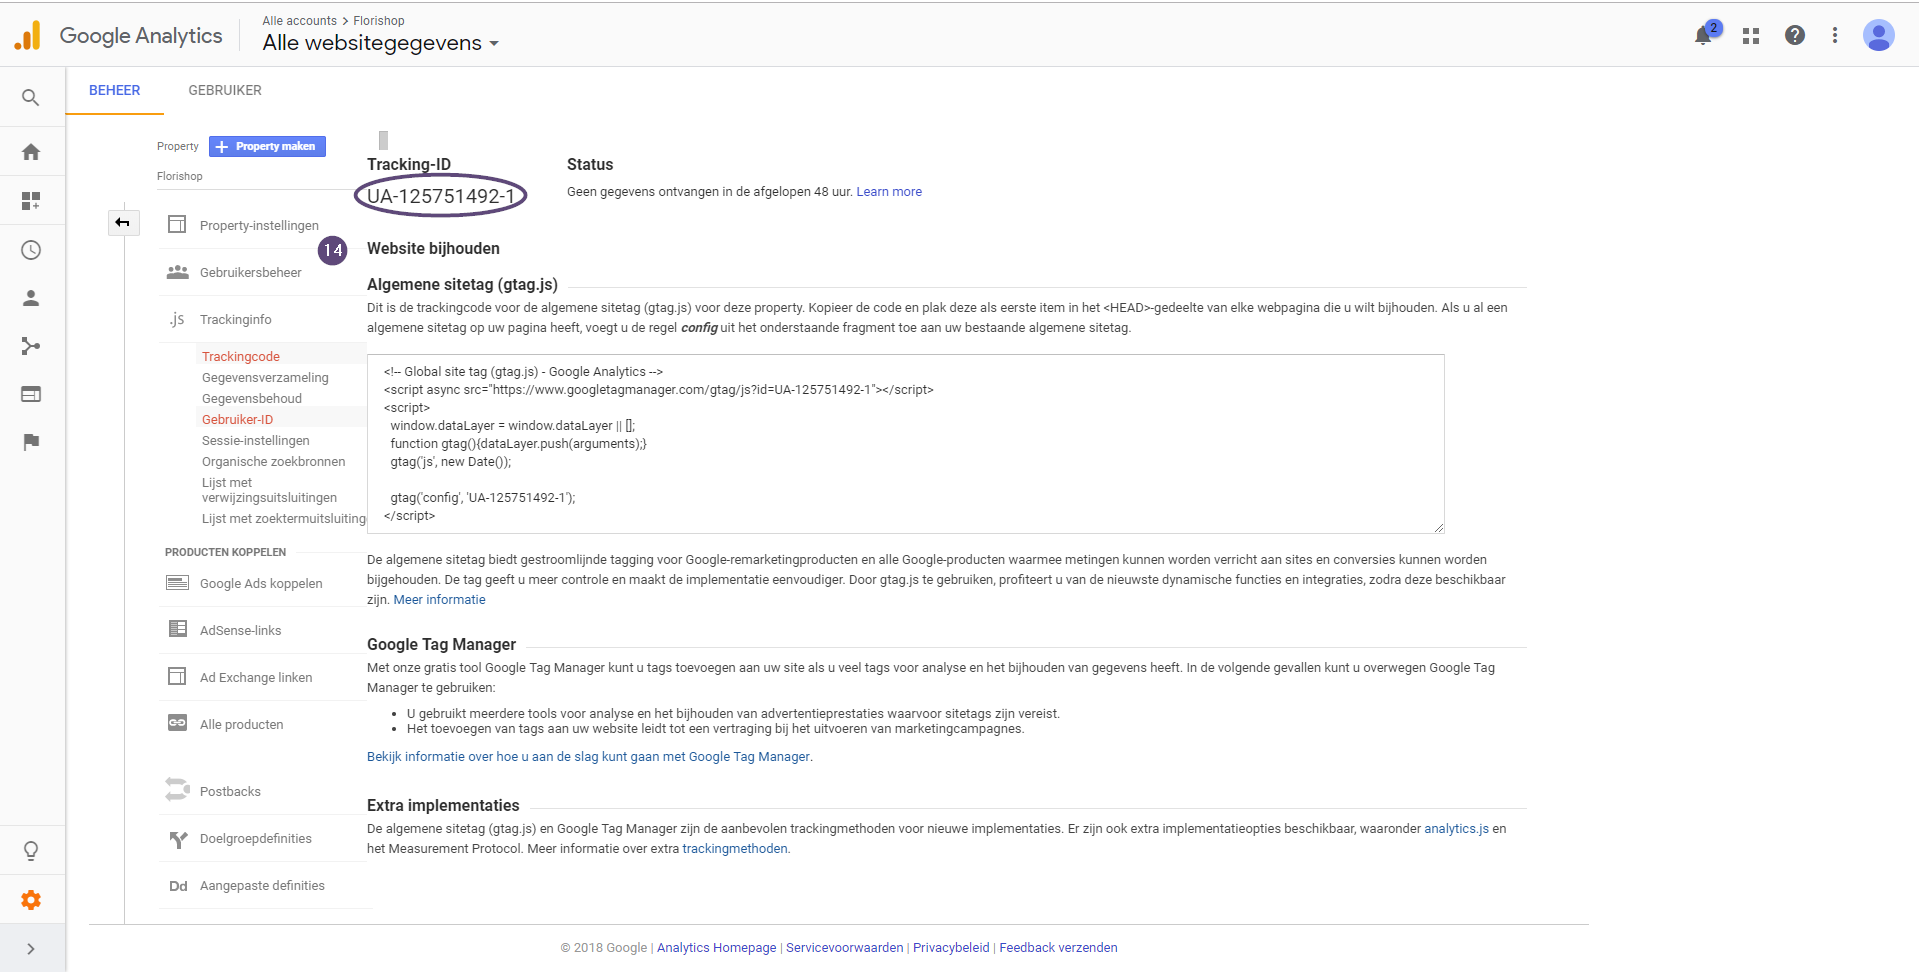 Google Analytics
Alle accounts > Florishop
Alle websitegegevens
2
BEHEER
GEBRUIKER
Property
+ Property maken
Florishop
Property-instellingen
14
Gebruikersbeheer
.js Trackinginfo
Trackingcode
Gegevensverzameling
Gegevensbehoud
Gebruiker-ID
Sessie-instellingen
Organische zoekbronnen
Lijst met
verwijzingsuitsluitingen
Lijst met zoektermuitsluiting
PRODUCTEN KOPPELEN
Google Ads koppelen
AdSense-links
Ad Exchange linken
Alle producten
Postbacks
Doelgroepdefinities
Dd Aangepaste definities
Tracking-ID
UA-125751492-1
Status
Geen gegevens ontvangen in de afgelopen 48 uur. Learn more
Website bijhouden
Algemene sitetag (gtag.js)
Dit is de trackingcode voor de algemene sitetag (gtag.js) voor deze property. Kopieer de code en plak deze als eerste item in het <HEAD>-gedeelte van elke webpagina die u wilt bijhouden. Als u al een
algemene sitetag op uw pagina heeft, voegt u de regel config uit het onderstaande fragment toe aan uw bestaande algemene sitetag.
<!-- Global site tag (gtag.js) - Google Analytics -->
<script async src="https://www.googletagmanager.com/gtag/js?id=UA-125751492-1"></script>
<script>
window.dataLayer = window.dataLayer || [];
function gtag(){dataLayer.push(arguments);}
gtag('js', new Date());
gtag('config', 'UA-125751492-1');
</script>
De algemene sitetag biedt gestroomlijnde tagging voor Google-remarketingproducten en alle Google-producten waarmee metingen kunnen worden verricht aan sites en conversies kunnen worden
bijgehouden. De tag geeft u meer controle en maakt de implementatie eenvoudiger. Door gtag.js te gebruiken, profiteert u van de nieuwste dynamische functies en integraties, zodra deze beschikbaar
zijn. Meer informatie
Google Tag Manager
Met onze gratis tool Google Tag Manager kunt u tags toevoegen aan uw site als u veel tags voor analyse en het bijhouden van gegevens heeft. In de volgende gevallen kunt u overwegen Google Tag
Manager te gebruiken:
• U gebruikt meerdere tools voor analyse en het bijhouden van advertentieprestaties waarvoor sitetags zijn vereist.
• Het toevoegen van tags aan uw website leidt tot een vertraging bij het uitvoeren van marketingcampagnes.
Bekijk informatie over hoe u aan de slag kunt gaan met Google Tag Manager.
Extra implementaties
De algemene sitetag (gtag.js) en Google Tag Manager zijn de aanbevolen trackingmethoden voor nieuwe implementaties. Er zijn ook extra implementatieopties beschikbaar, waaronder analytics.js en
het Measurement Protocol. Meer informatie over extra trackingmethoden.
© 2018 Google | Analytics Homepage | Servicevoorwaarden | Privacybeleid | Feedback verzenden